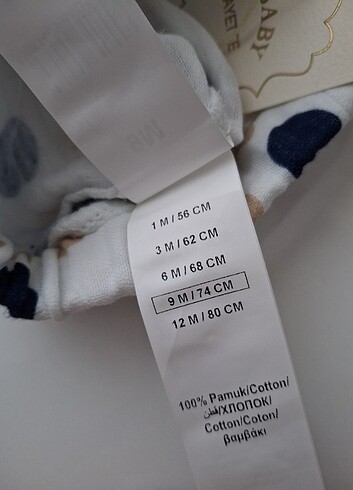 BABY
1 M / 56 CM
3 M / 62 CM
6 M / 68 CM
9 M / 74 CM
12 M / 80 CM
100% Pamuk/Cotton/
قطن/ХЛОПОК/
Cotton/Coton/
βαμβάκι